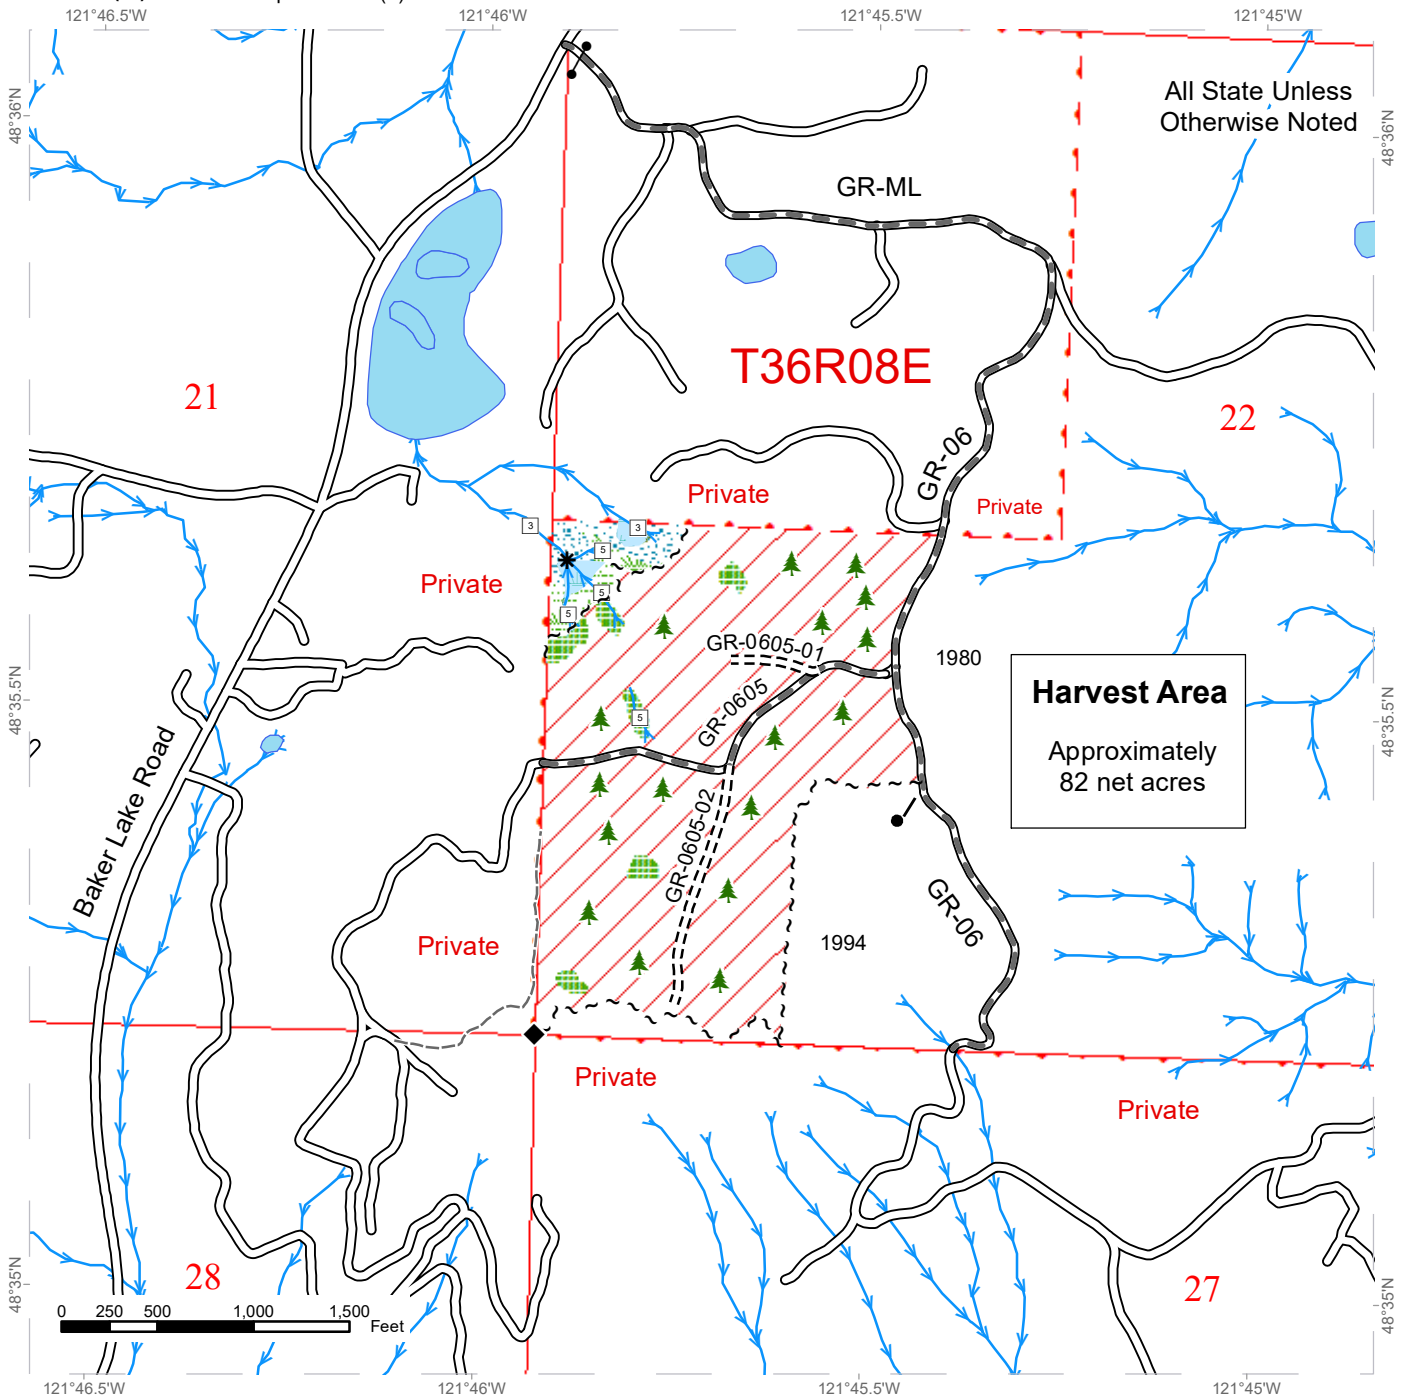 121°46.5'W
121°46'W
121°45.5'W
121°45'W
48°36'N
48°36'N
All State Unless
Otherwise Noted
GR-ML
T36R08E
21
22
GR-06
Private
Private
3
3
5
5
5
Private
GR-0605-01
1980
Harvest Area
Approximately
82 net acres
48°35.5'N
48°35.5'N
GR-0605
5
Baker Lake Road
GR-0605-02
GR-06
Private
1994
Private
Private
28
27
48°35'N
48°35'N
0 250 500 1,000 1,500
Feet
121°46.5'W
121°46'W
121°45.5'W
121°45'W